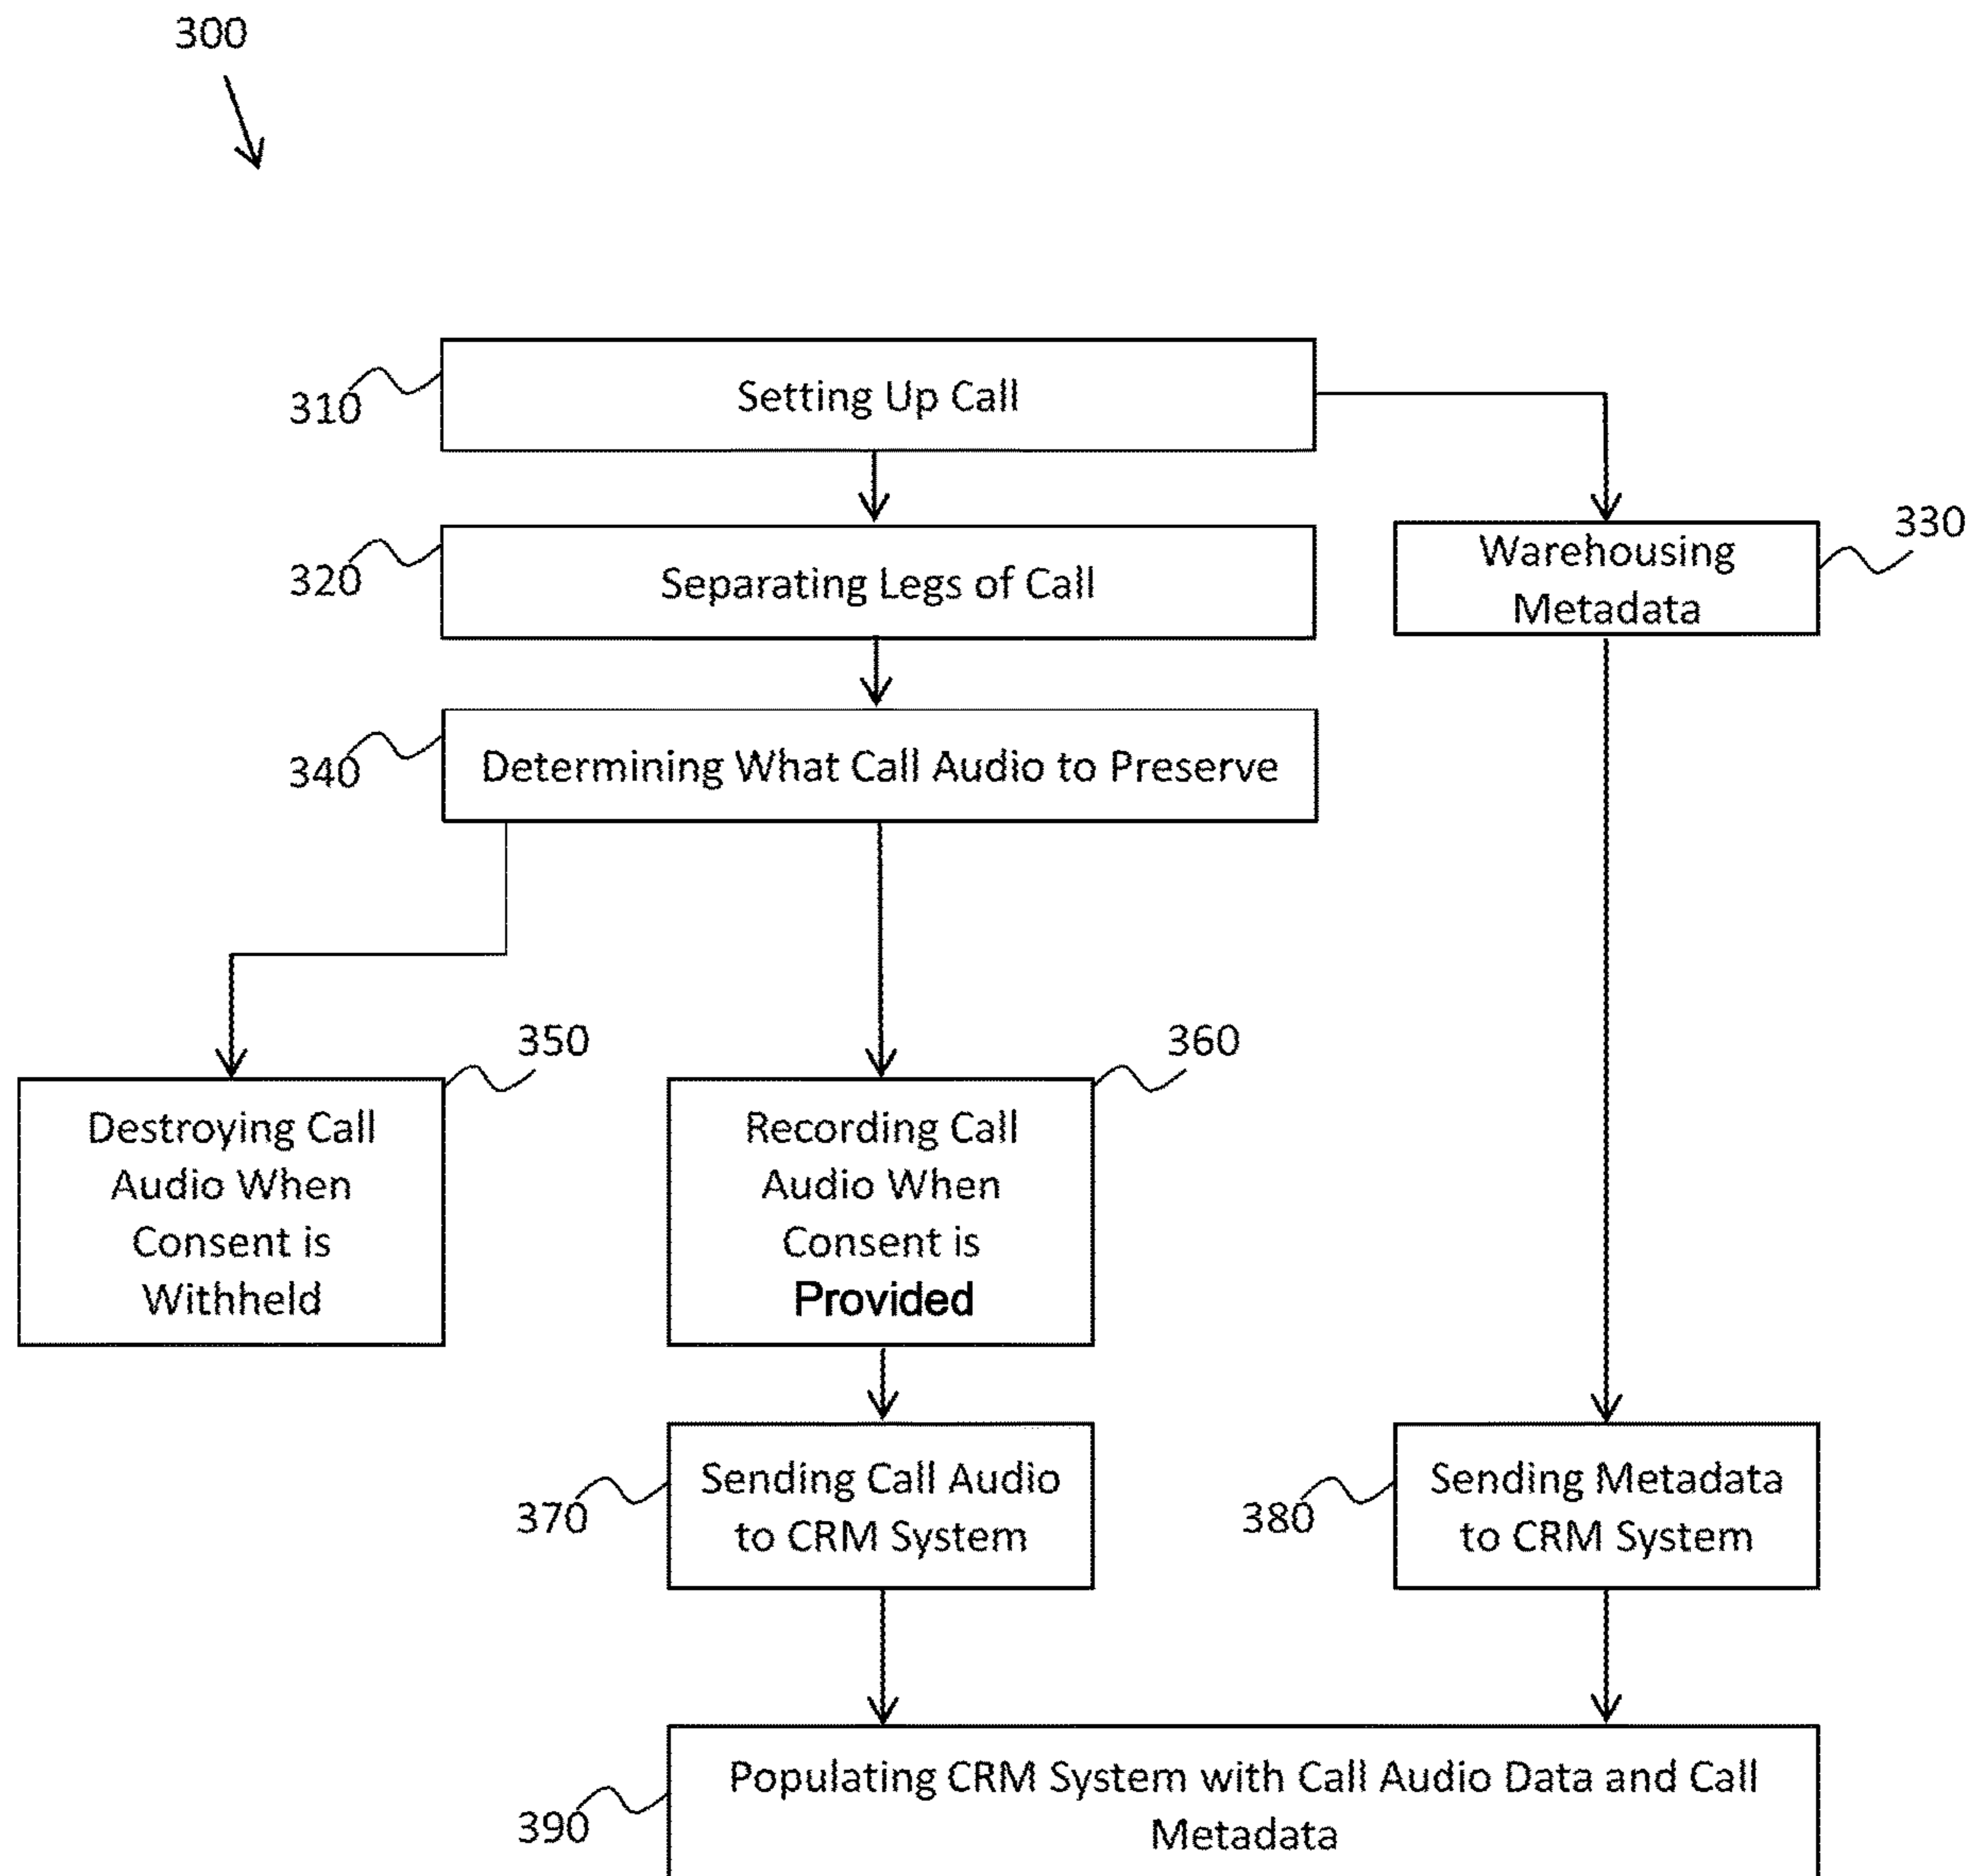 300
310
Setting Up Call
320
Separating Legs of Call
330
Warehousing
Metadata
340
Determining What Call Audio to Preserve
350
Destroying Call
Audio When
Consent is
Withheld
360
Recording Call
Audio When
Consent is
Provided
370
Sending Call Audio
to CRM System
380
Sending Metadata
to CRM System
390
Populating CRM System with Call Audio Data and Call
Metadata